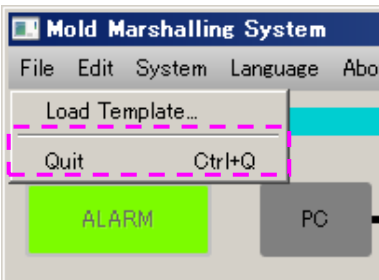 Mold Marshalling System
File Edit System Language Abo
Load Template...
Quit Ctrl+Q
ALARM PC